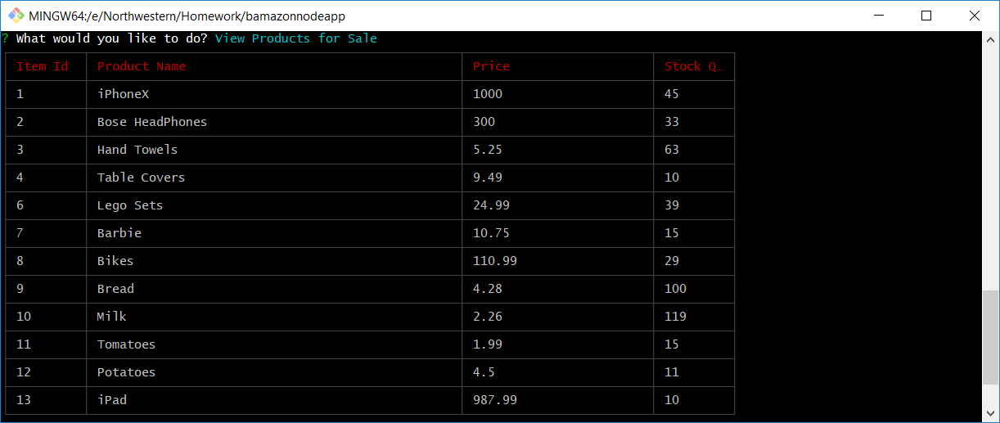 MINGW64:/e/Northwestern/Homework/bamazonnodeapp
? What would you like to do? View Products for Sale
Item Id Product Name Price Stock Q…
1 iPhoneX 1000 45
2 Bose HeadPhones 300 33
3 Hand Towels 5.25 63
4 Table Covers 9.49 10
6 Lego Sets 24.99 39
7 Barbie 10.75 15
8 Bikes 110.99 29
9 Bread 4.28 100
10 Milk 2.26 119
11 Tomatoes 1.99 15
12 Potatoes 4.5 11
13 iPad 987.99 10